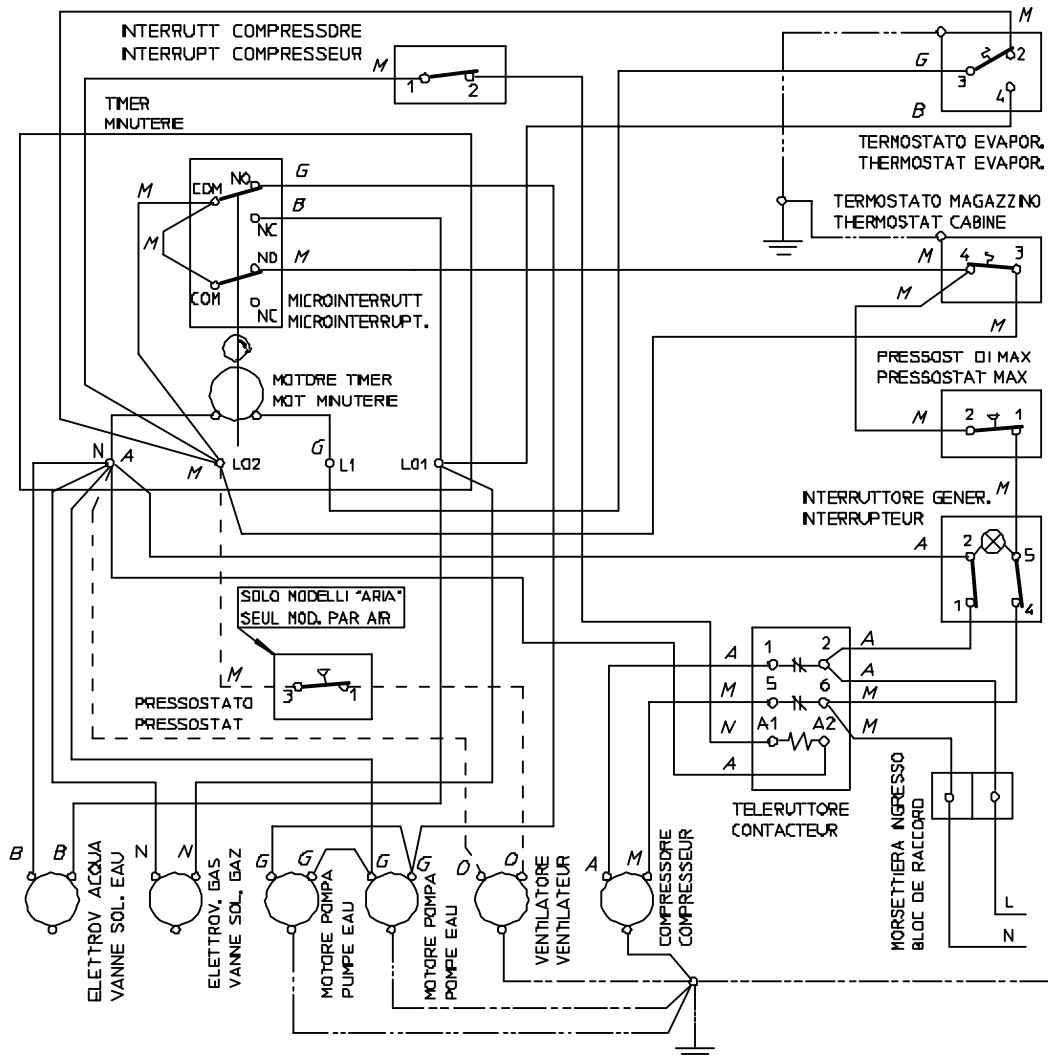 INTERRUTT COMPRESSDRE
INTERRUPT COMPRESSEUR
M
1
2
M
G
3
2
4
B
TERMOSTATO EVAPOR.
THERMOSTAT EVAPOR.
TIMER
MINUTERIE
COM
NO
G
M
B
NC
M
NO
M
COM
NC
MICROINTERRUTT
MICROINTERRUPT.
TERMOSTATO MAGAZZINO
THERMOSTAT CABINE
M
4
3
M
M
MOTORE TIMER
MOT MINUTERIE
PRESSOST DI MAX
PRESSOSTAT MAX
M
2
1
N
A
M
LO2
G
L1
LO1
INTERRUTTORE GENER.
INTERRUPTEUR
M
A
2
5
1
4
SOLO MODELLI "ARIA"
SEUL MOD. PAR AIR
M
3
1
PRESSOSTATO
PRESSOSTAT
A
1
2
A
A
M
5
6
M
N
A1
A2
M
A
TELERUTTORE
CONTACTEUR
MORSETTIERA INGRESSO
BLOC DE RACCORD
L
N
B
B
ELETTROV ACQUA
VANNE SOL. EAU
N
N
ELETTROV. GAS
VANNE SOL. GAZ
G
G
MOTORE POMPA
PUMPE EAU
G
G
MOTORE POMPA
POMPE EAU
O
O
VENTILATORE
VENTILATEUR
A
M
COMPRESSORE
COMPRESSEUR